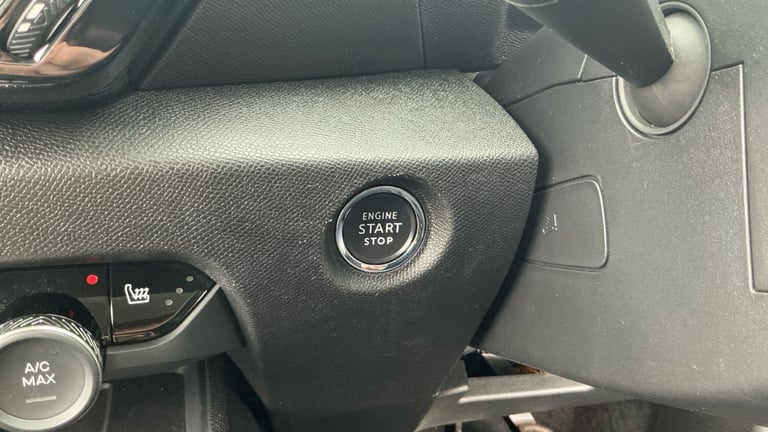 ENGINE
START
STOP
A/C
MAX